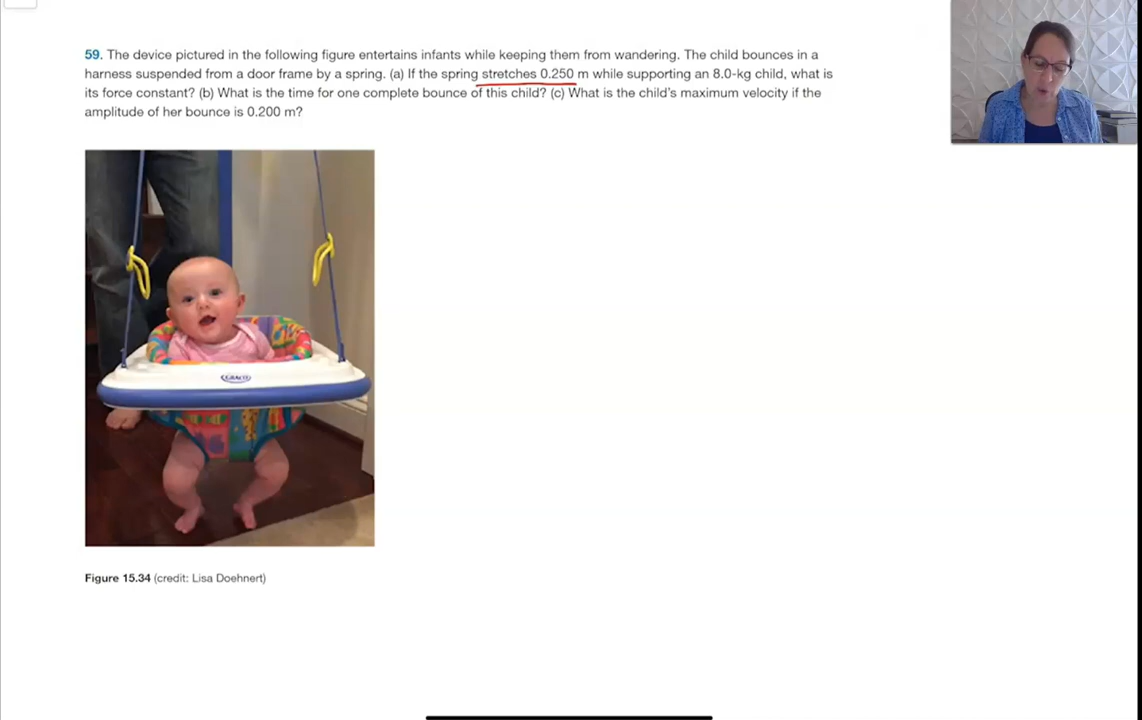 59. The device pictured in the following figure entertains infants while keeping them from wandering. The child bounces in a
harness suspended from a door frame by a spring. (a) If the spring stretches 0.250 m while supporting an 8.0-kg child, what is
its force constant? (b) What is the time for one complete bounce of this child? (c) What is the child's maximum velocity if the
amplitude of her bounce is 0.200 m?
GRACO
Figure 15.34 (credit: Lisa Doehnert)